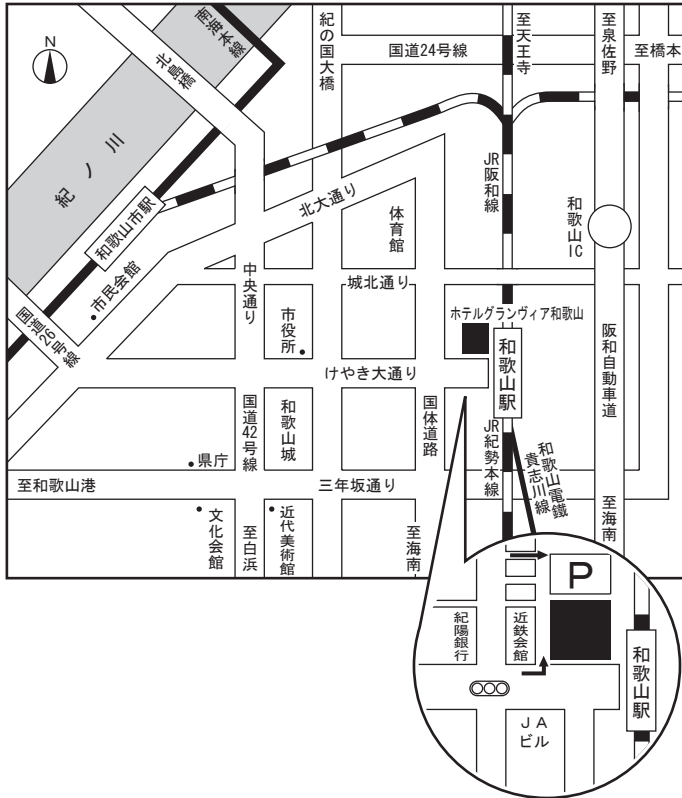 N
北島橋
南海本線
紀の国大橋
国道24号線
至天王寺
至泉佐野
至橋本
紀ノ川
和歌山市駅
北大通り
体育館
JR阪和線
和歌山IC
市民会館
国道26号線
中央通り
城北通り
市役所
ホテルグランヴィア和歌山
和歌山駅
阪和自動車道
けやき大通り
国道42号線
和歌山城
国体道路
JR紀勢本線
和歌山電鐵
貴志川線
県庁
至和歌山港
三年坂通り
文化会館
至白浜
近代美術館
至海南
至海南
P
紀陽銀行
近鉄会館
和歌山駅
JA
ビル